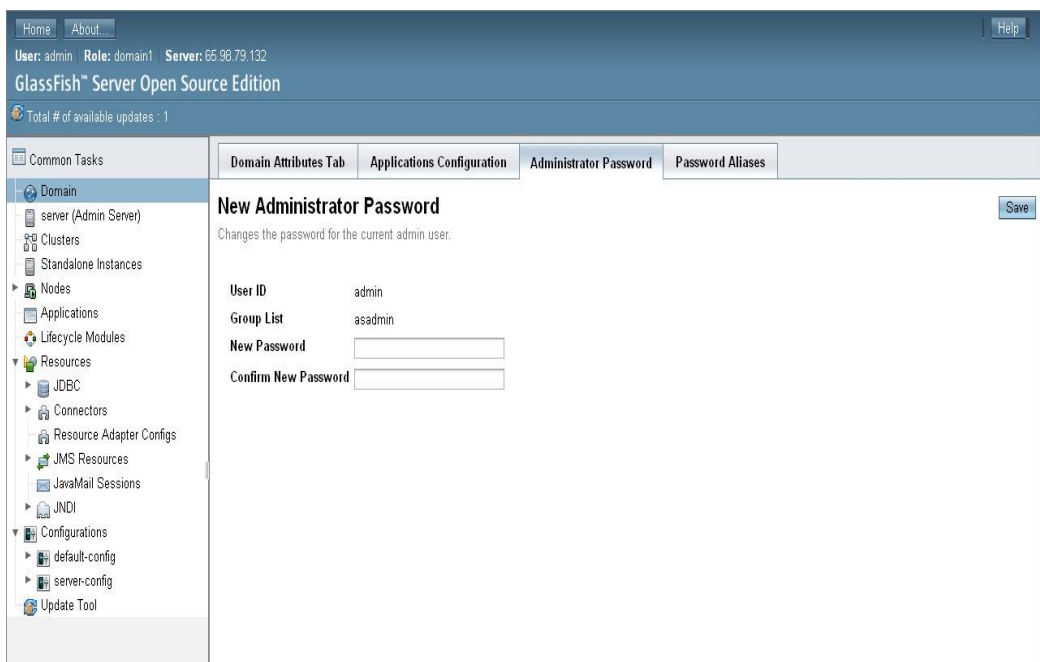 Home About... Help
User: admin Role: domain1 Server: 65.98.79.132
GlassFish™ Server Open Source Edition
Total # of available updates : 1
Common Tasks
Domain
server (Admin Server)
Clusters
Standalone Instances
Nodes
Applications
Lifecycle Modules
Resources
JDBC
Connectors
Resource Adapter Configs
JMS Resources
JavaMail Sessions
JNDI
Configurations
default-config
server-config
Update Tool
Domain Attributes Tab Applications Configuration Administrator Password Password Aliases
New Administrator Password Save
Changes the password for the current admin user.
User ID admin
Group List asadmin
New Password
Confirm New Password